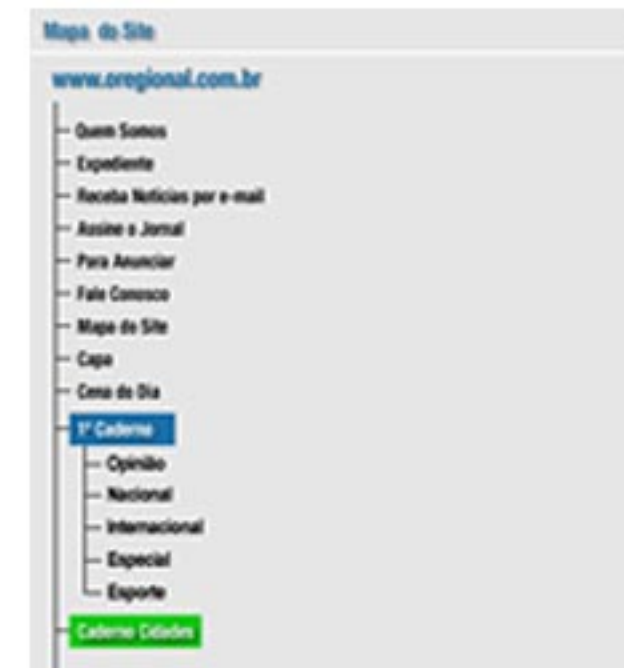 Mapa do Site
www.oregional.com.br
Quem Somos
Expediente
Receba Notícias por e-mail
Assine o Jornal
Para Anunciar
Fale Conosco
Mapa do Site
Capa
Cena do Dia
1º Caderno
Opinião
Nacional
Internacional
Especial
Esporte
Caderno Cidades